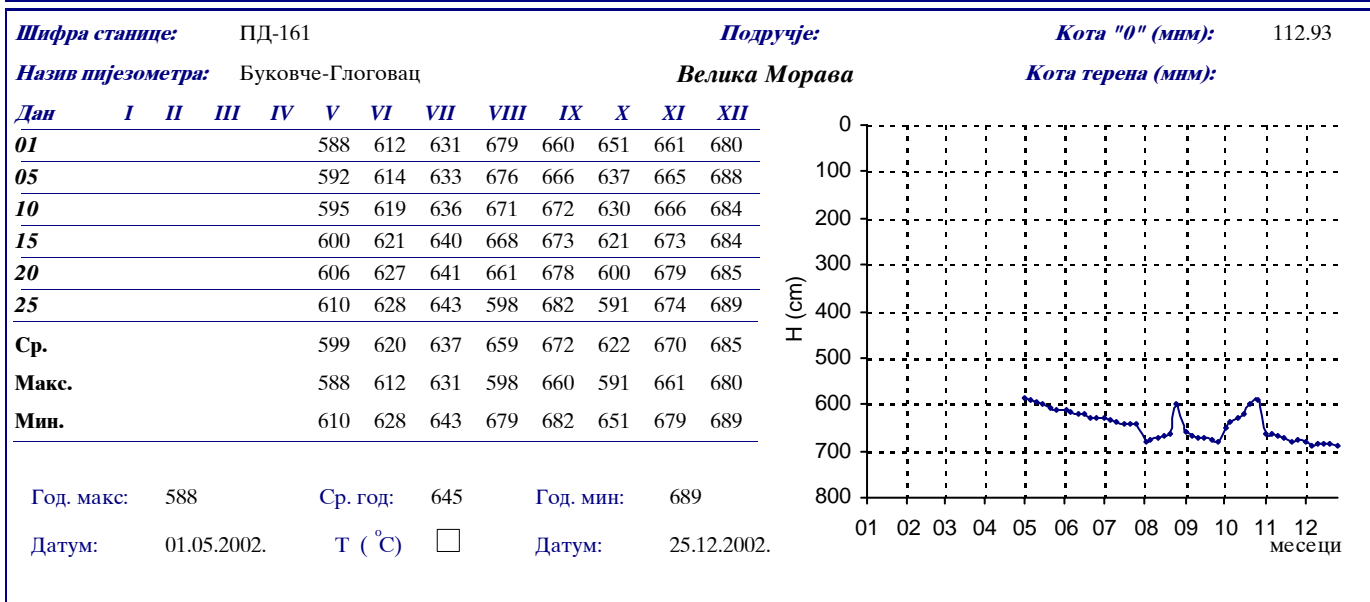 Шифра станице: ПД-161 Подручје: Кота "0" (мнм): 112.93
Назив пијезометра: Буковче-Глоговац Велика Морава Кота терена (мнм):
Дан I II III IV V VI VII VIII IX X XI XII
01 588 612 631 679 660 651 661 680
05 592 614 633 676 666 637 665 688
10 595 619 636 671 672 630 666 684
15 600 621 640 668 673 621 673 684
20 606 627 641 661 678 600 679 685
25 610 628 643 598 682 591 674 689
Ср. 599 620 637 659 672 622 670 685
Макс. 588 612 631 598 660 591 661 680
Мин. 610 628 643 679 682 651 679 689
Год. макс: 588 Ср. год: 645 Год. мин: 689
Датум: 01.05.2002. Т ( °C) Датум: 25.12.2002.
0
100
200
300
400
500
600
700
800
H (cm)
01 02 03 04 05 06 07 08 09 10 11 12
месеци